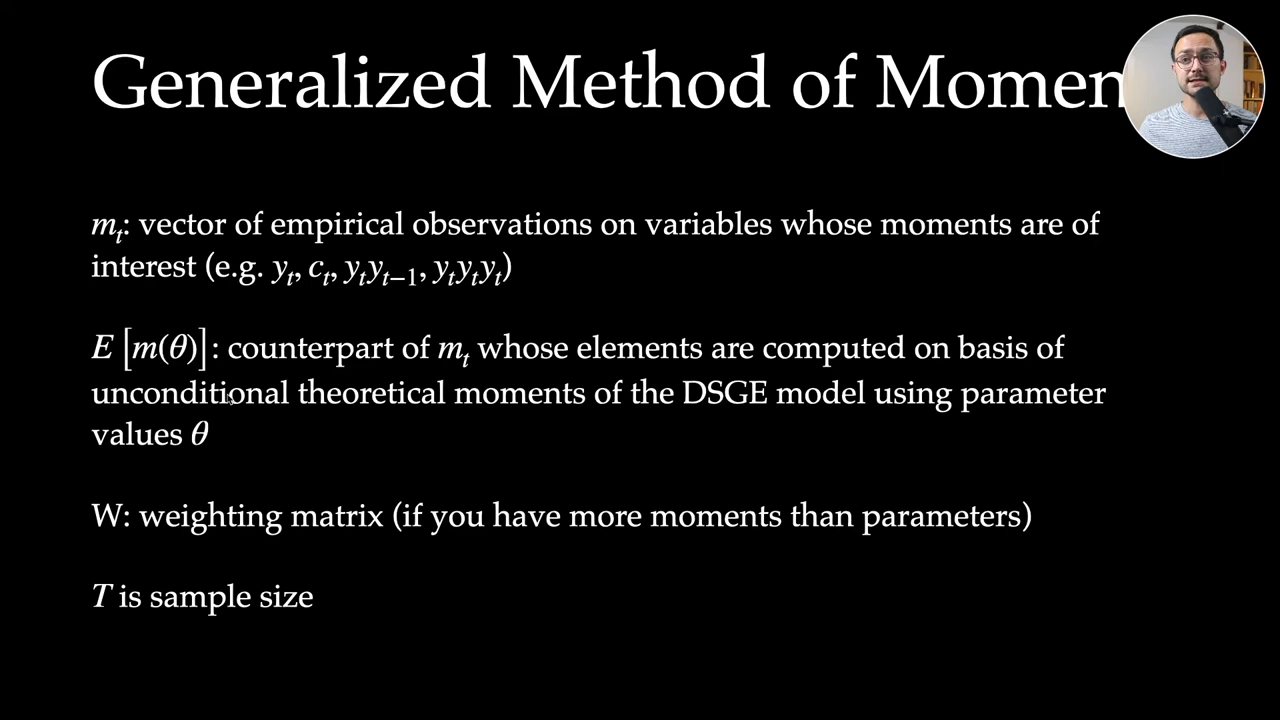 Generalized Method of Momen
m_t: vector of empirical observations on variables whose moments are of
interest (e.g. y_t, c_t, y_t y_{t−1}, y_t y_t y_t)
E [m(θ)]: counterpart of m_t whose elements are computed on basis of
unconditional theoretical moments of the DSGE model using parameter
values θ
W: weighting matrix (if you have more moments than parameters)
T is sample size